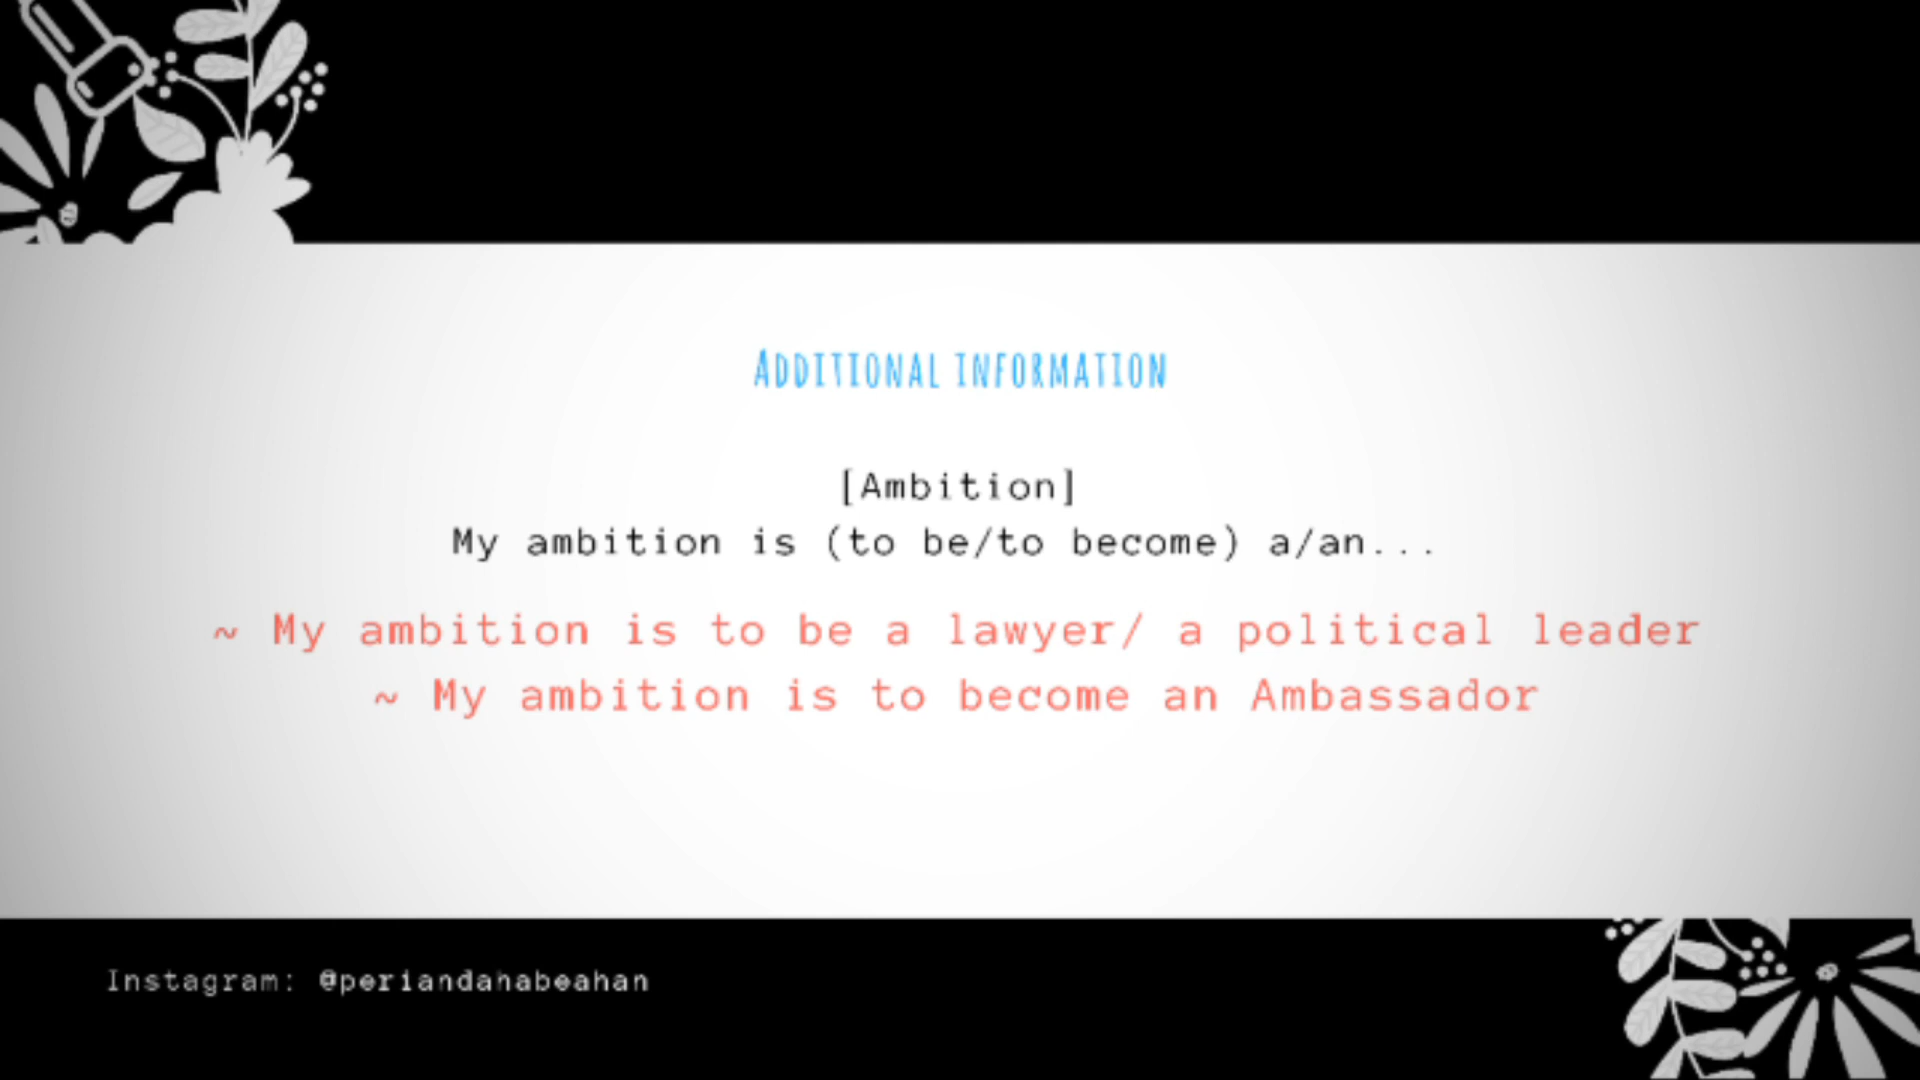 ADDITIONAL INFORMATION
[Ambition]
My ambition is (to be/to become) a/an...
~ My ambition is to be a lawyer/ a political leader
~ My ambition is to become an Ambassador
Instagram: @periandahabeahan